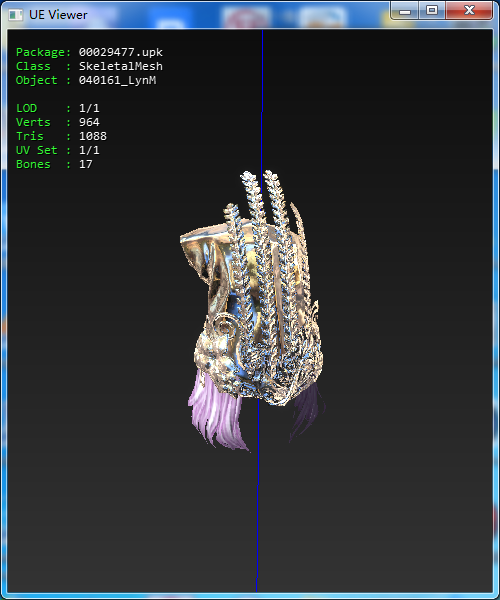 UE Viewer
Package: 00029477.upk
Class : SkeletalMesh
Object : 040161_LynM
LOD : 1/1
Verts : 964
Tris : 1088
UV Set : 1/1
Bones : 17